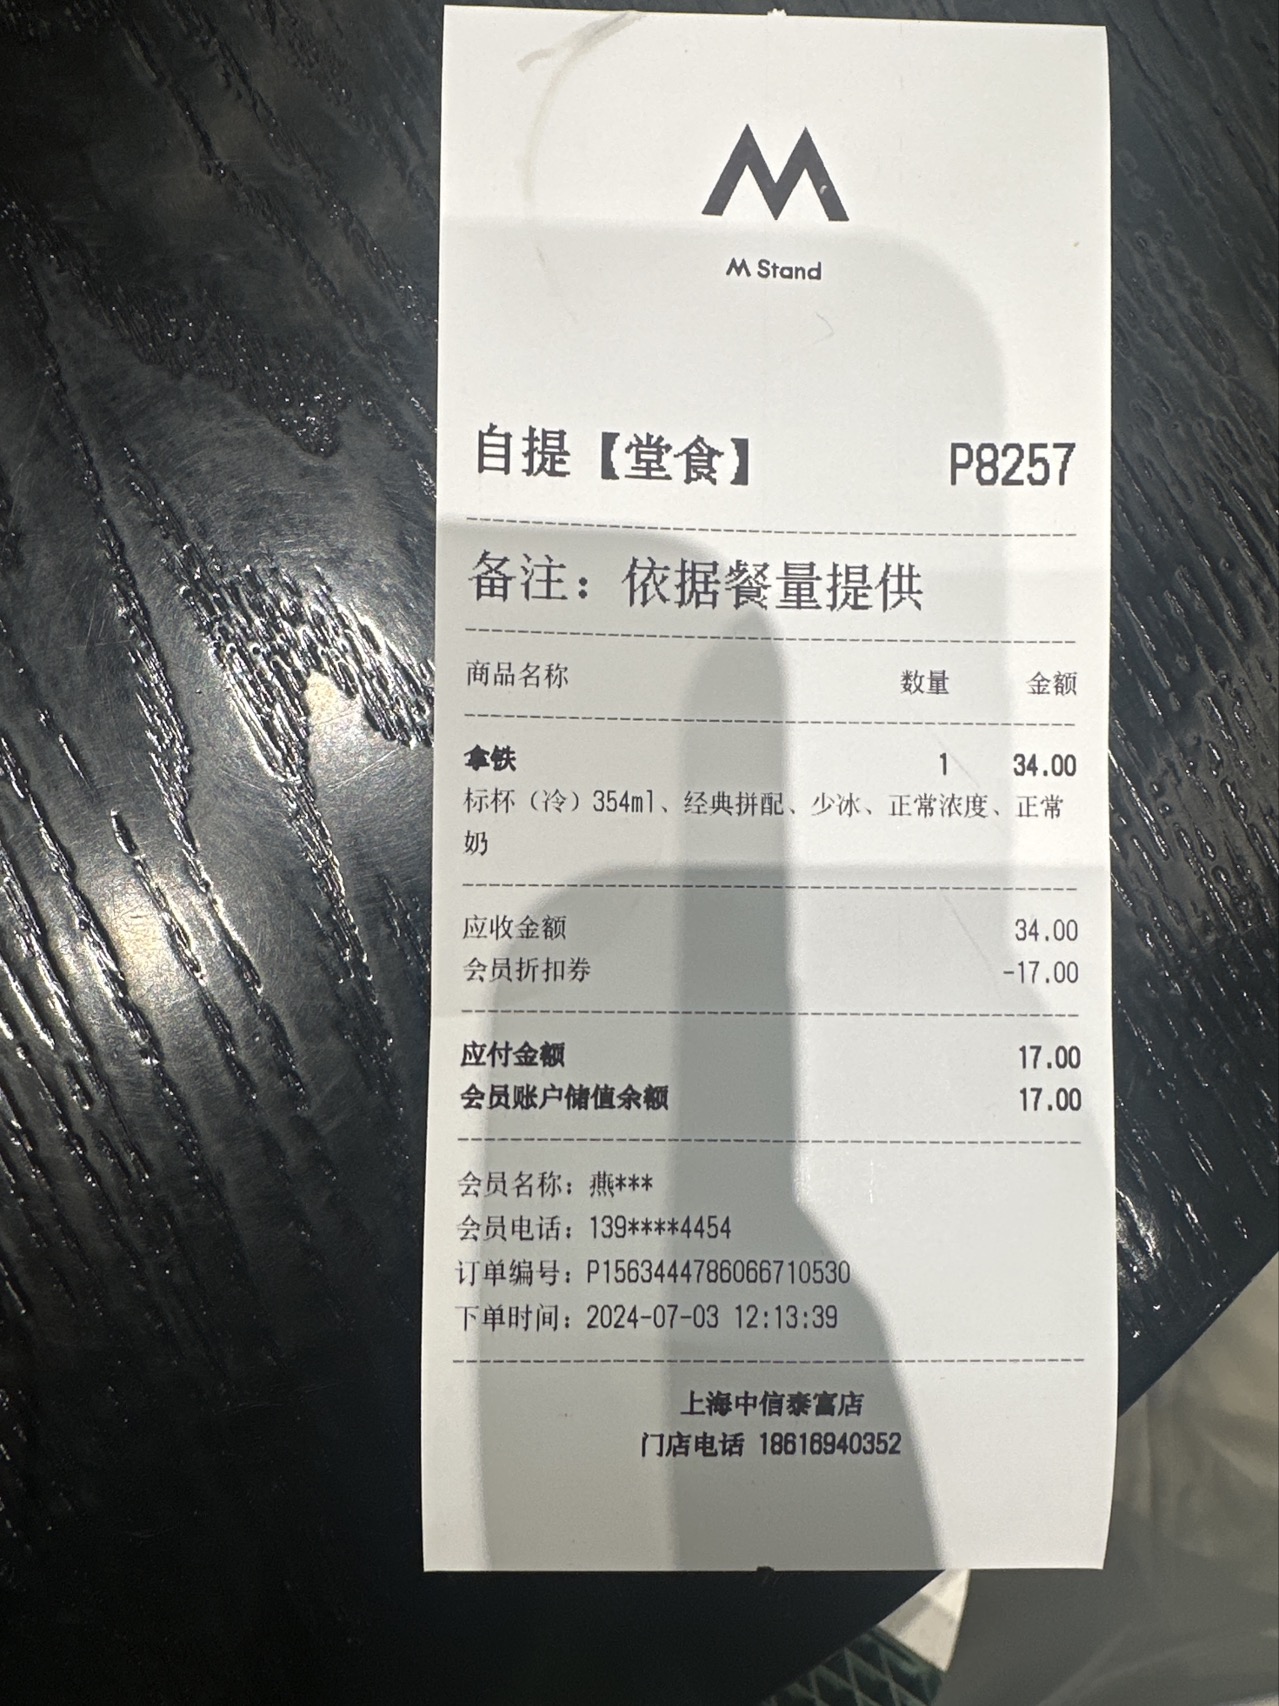 M Stand
自提【堂食】 P8257
备注：依据餐量提供
商品名称 数量 金额
拿铁 1 34.00
标杯（冷）354ml、经典拼配、少冰、正常浓度、正常
奶
应收金额 34.00
会员折扣券 -17.00
应付金额 17.00
会员账户储值余额 17.00
会员名称：燕***
会员电话：139****4454
订单编号：P1563444786066710530
下单时间：2024-07-03 12:13:39
上海中信泰富店
门店电话 18616940352